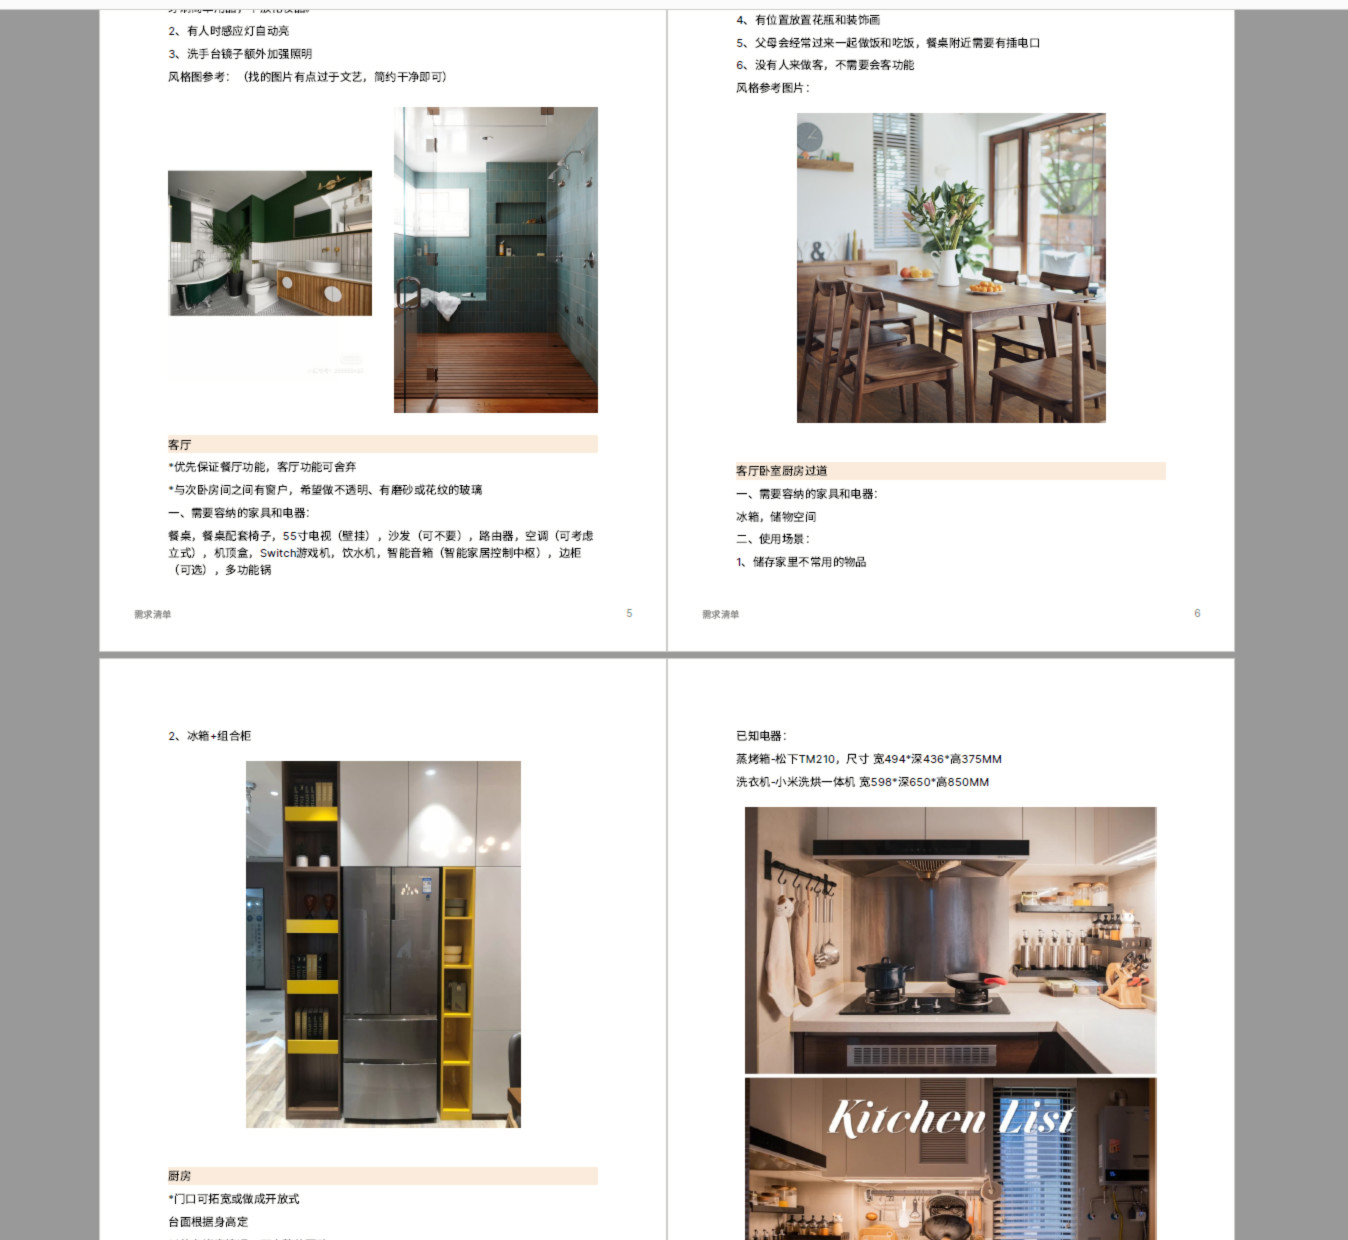 2、有人时感应灯自动亮
3、洗手台镜子额外加强照明
风格图参考：（找的图片有点过于文艺，简约干净即可）
客厅
*优先保证餐厅功能，客厅功能可舍弃
*与次卧房间之间有窗户，希望做不透明、有磨砂或花纹的玻璃
一、需要容纳的家具和电器：
餐桌，餐桌配套椅子，55寸电视（壁挂），沙发（可不要），路由器，空调（可考虑
立式），机顶盒，Switch游戏机，饮水机，智能音箱（智能家居控制中枢），边柜
（可选），多功能锅
需求清单
5
4、有位置放置花瓶和装饰画
5、父母会经常过来一起做饭和吃饭，餐桌附近需要有插电口
6、没有人来做客，不需要会客功能
风格参考图片：
客厅卧室厨房过道
一、需要容纳的家具和电器：
冰箱，储物空间
二、使用场景：
1、储存家里不常用的物品
需求清单
6
2、冰箱+组合柜
厨房
*门口可拓宽或做成开放式
台面根据身高定
已知电器：
蒸烤箱-松下TM210，尺寸 宽494*深436*高375MM
洗衣机-小米洗烘一体机 宽598*深650*高850MM
Kitchen List